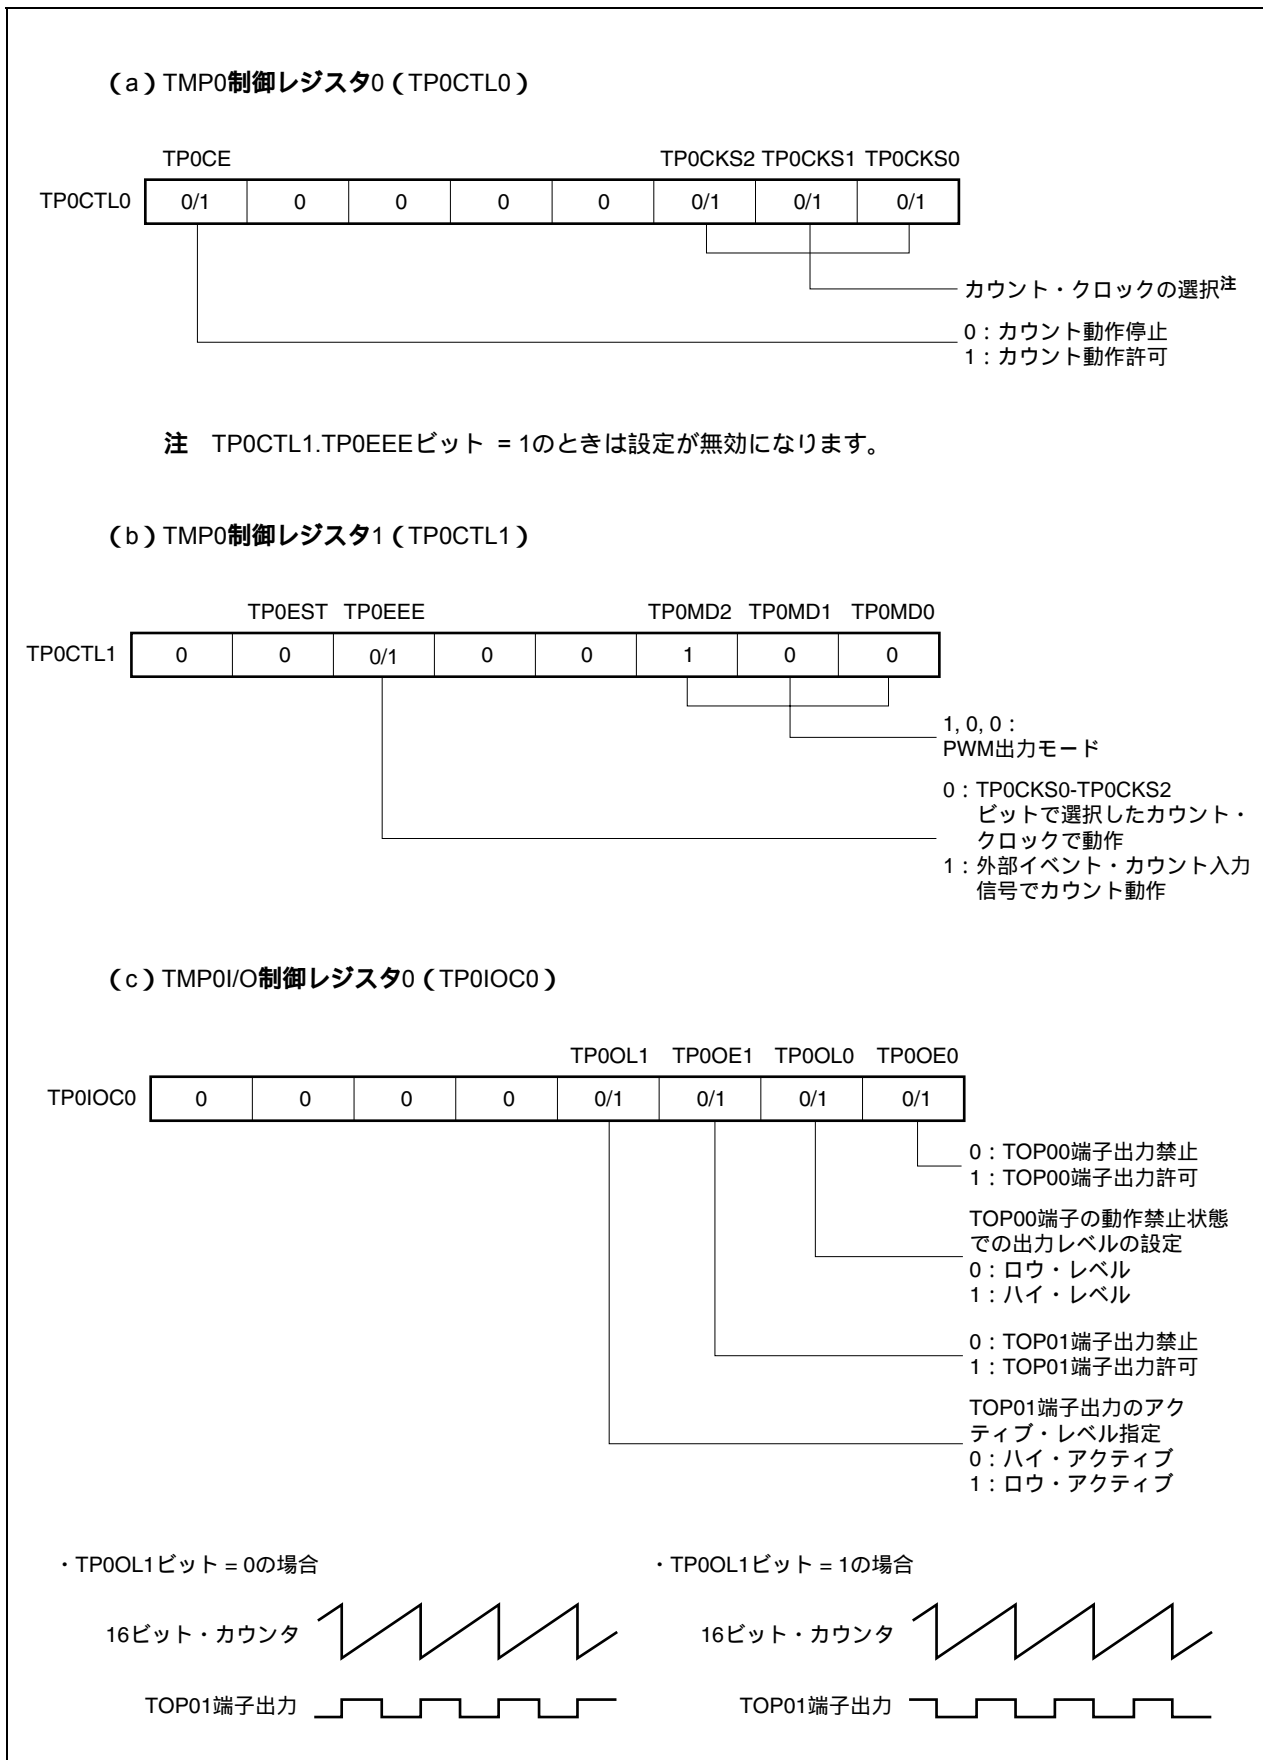 (a)TMP0制御レジスタ0(TP0CTL0)
TP0CE TP0CKS2 TP0CKS1 TP0CKS0
TP0CTL0 0/1 0 0 0 0 0/1 0/1 0/1
カウント・クロックの選択注
0:カウント動作停止
1:カウント動作許可
注 TP0CTL1.TP0EEEビット = 1のときは設定が無効になります。
(b)TMP0制御レジスタ1(TP0CTL1)
TP0EST TP0EEE TP0MD2 TP0MD1 TP0MD0
TP0CTL1 0 0 0/1 0 0 1 0 0
1, 0, 0:
PWM出力モード
0:TP0CKS0-TP0CKS2
ビットで選択したカウント・
クロックで動作
1:外部イベント・カウント入力
信号でカウント動作
(c)TMP0I/O制御レジスタ0(TP0IOC0)
TP0OL1 TP0OE1 TP0OL0 TP0OE0
TP0IOC0 0 0 0 0 0/1 0/1 0/1 0/1
0:TOP00端子出力禁止
1:TOP00端子出力許可
TOP00端子の動作禁止状態
での出力レベルの設定
0:ロウ・レベル
1:ハイ・レベル
0:TOP01端子出力禁止
1:TOP01端子出力許可
TOP01端子出力のアク
ティブ・レベル指定
0:ハイ・アクティブ
1:ロウ・アクティブ
・TP0OL1ビット = 0の場合
16ビット・カウンタ
TOP01端子出力
・TP0OL1ビット = 1の場合
16ビット・カウンタ
TOP01端子出力